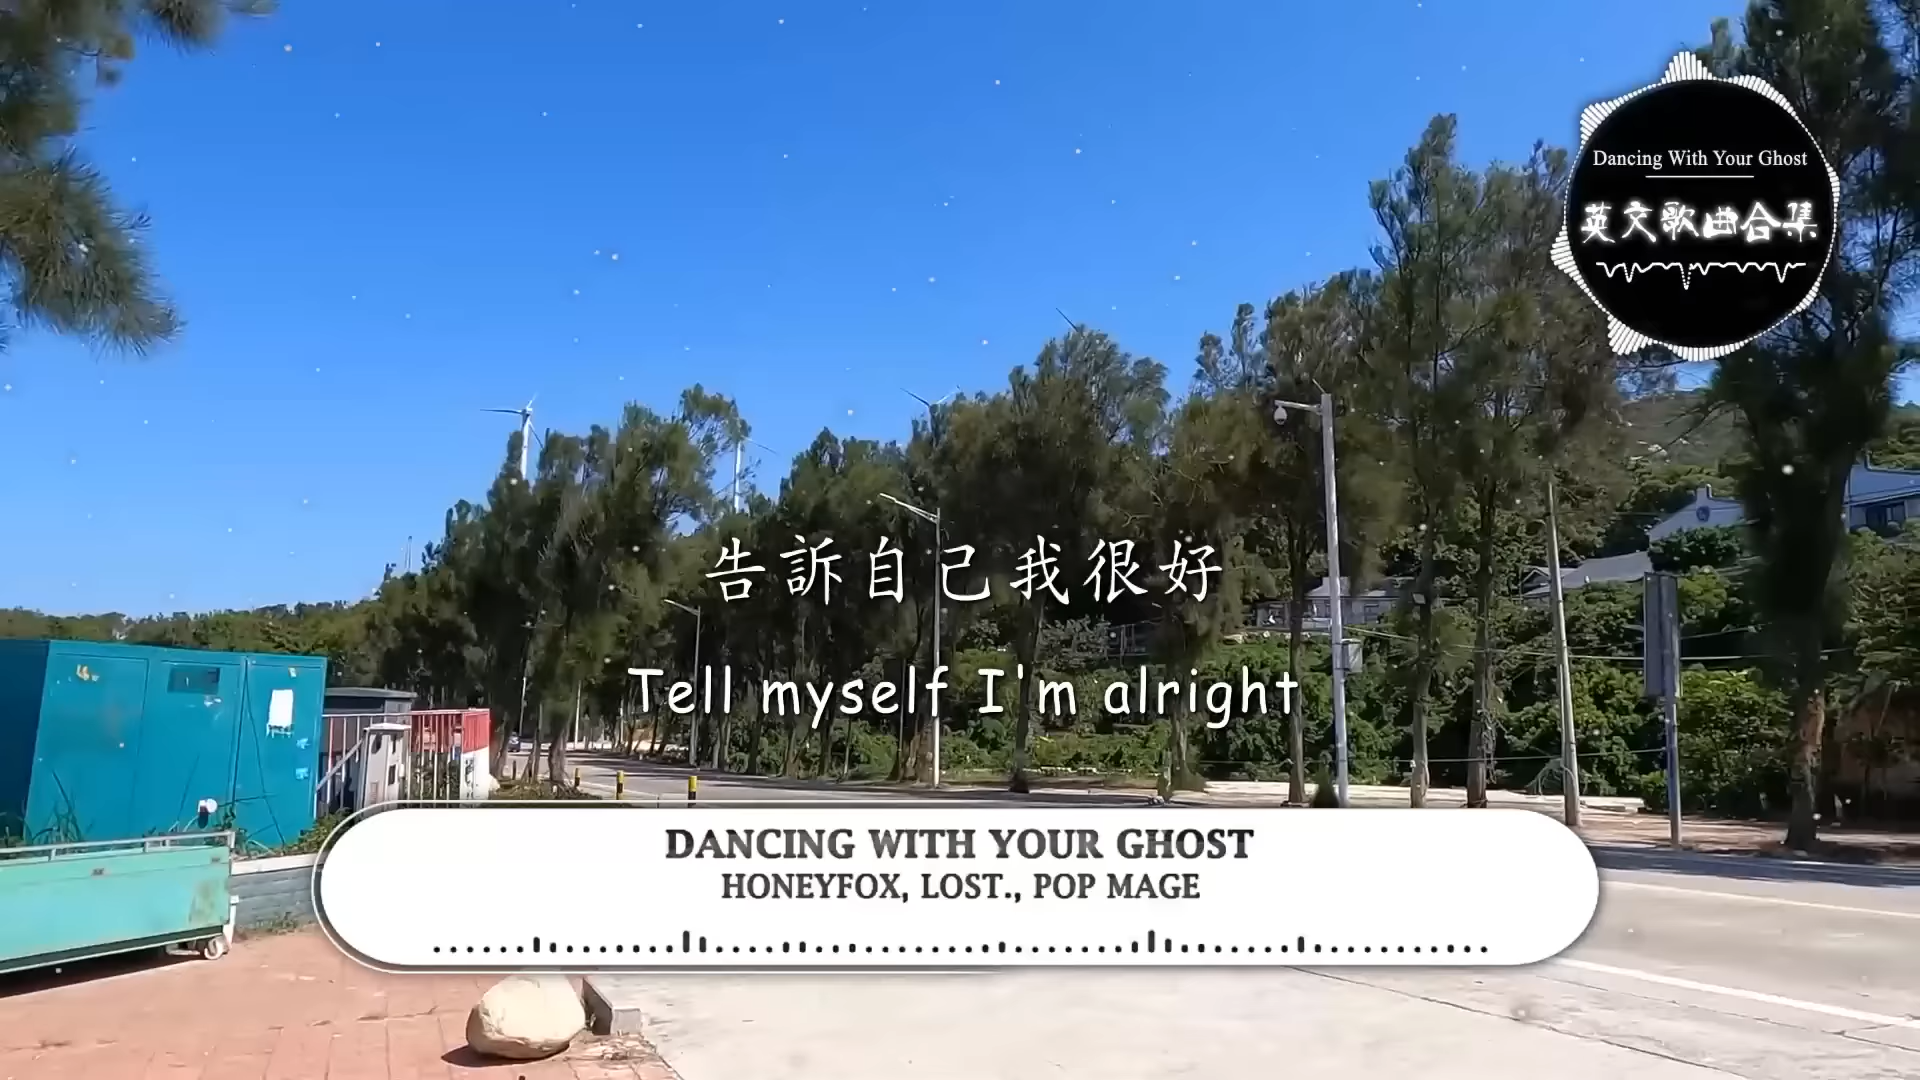 Dancing With Your Ghost
英文歌曲合集
告訴自己我很好
Tell myself I'm alright
DANCING WITH YOUR GHOST
HONEYFOX, LOST., POP MAGE